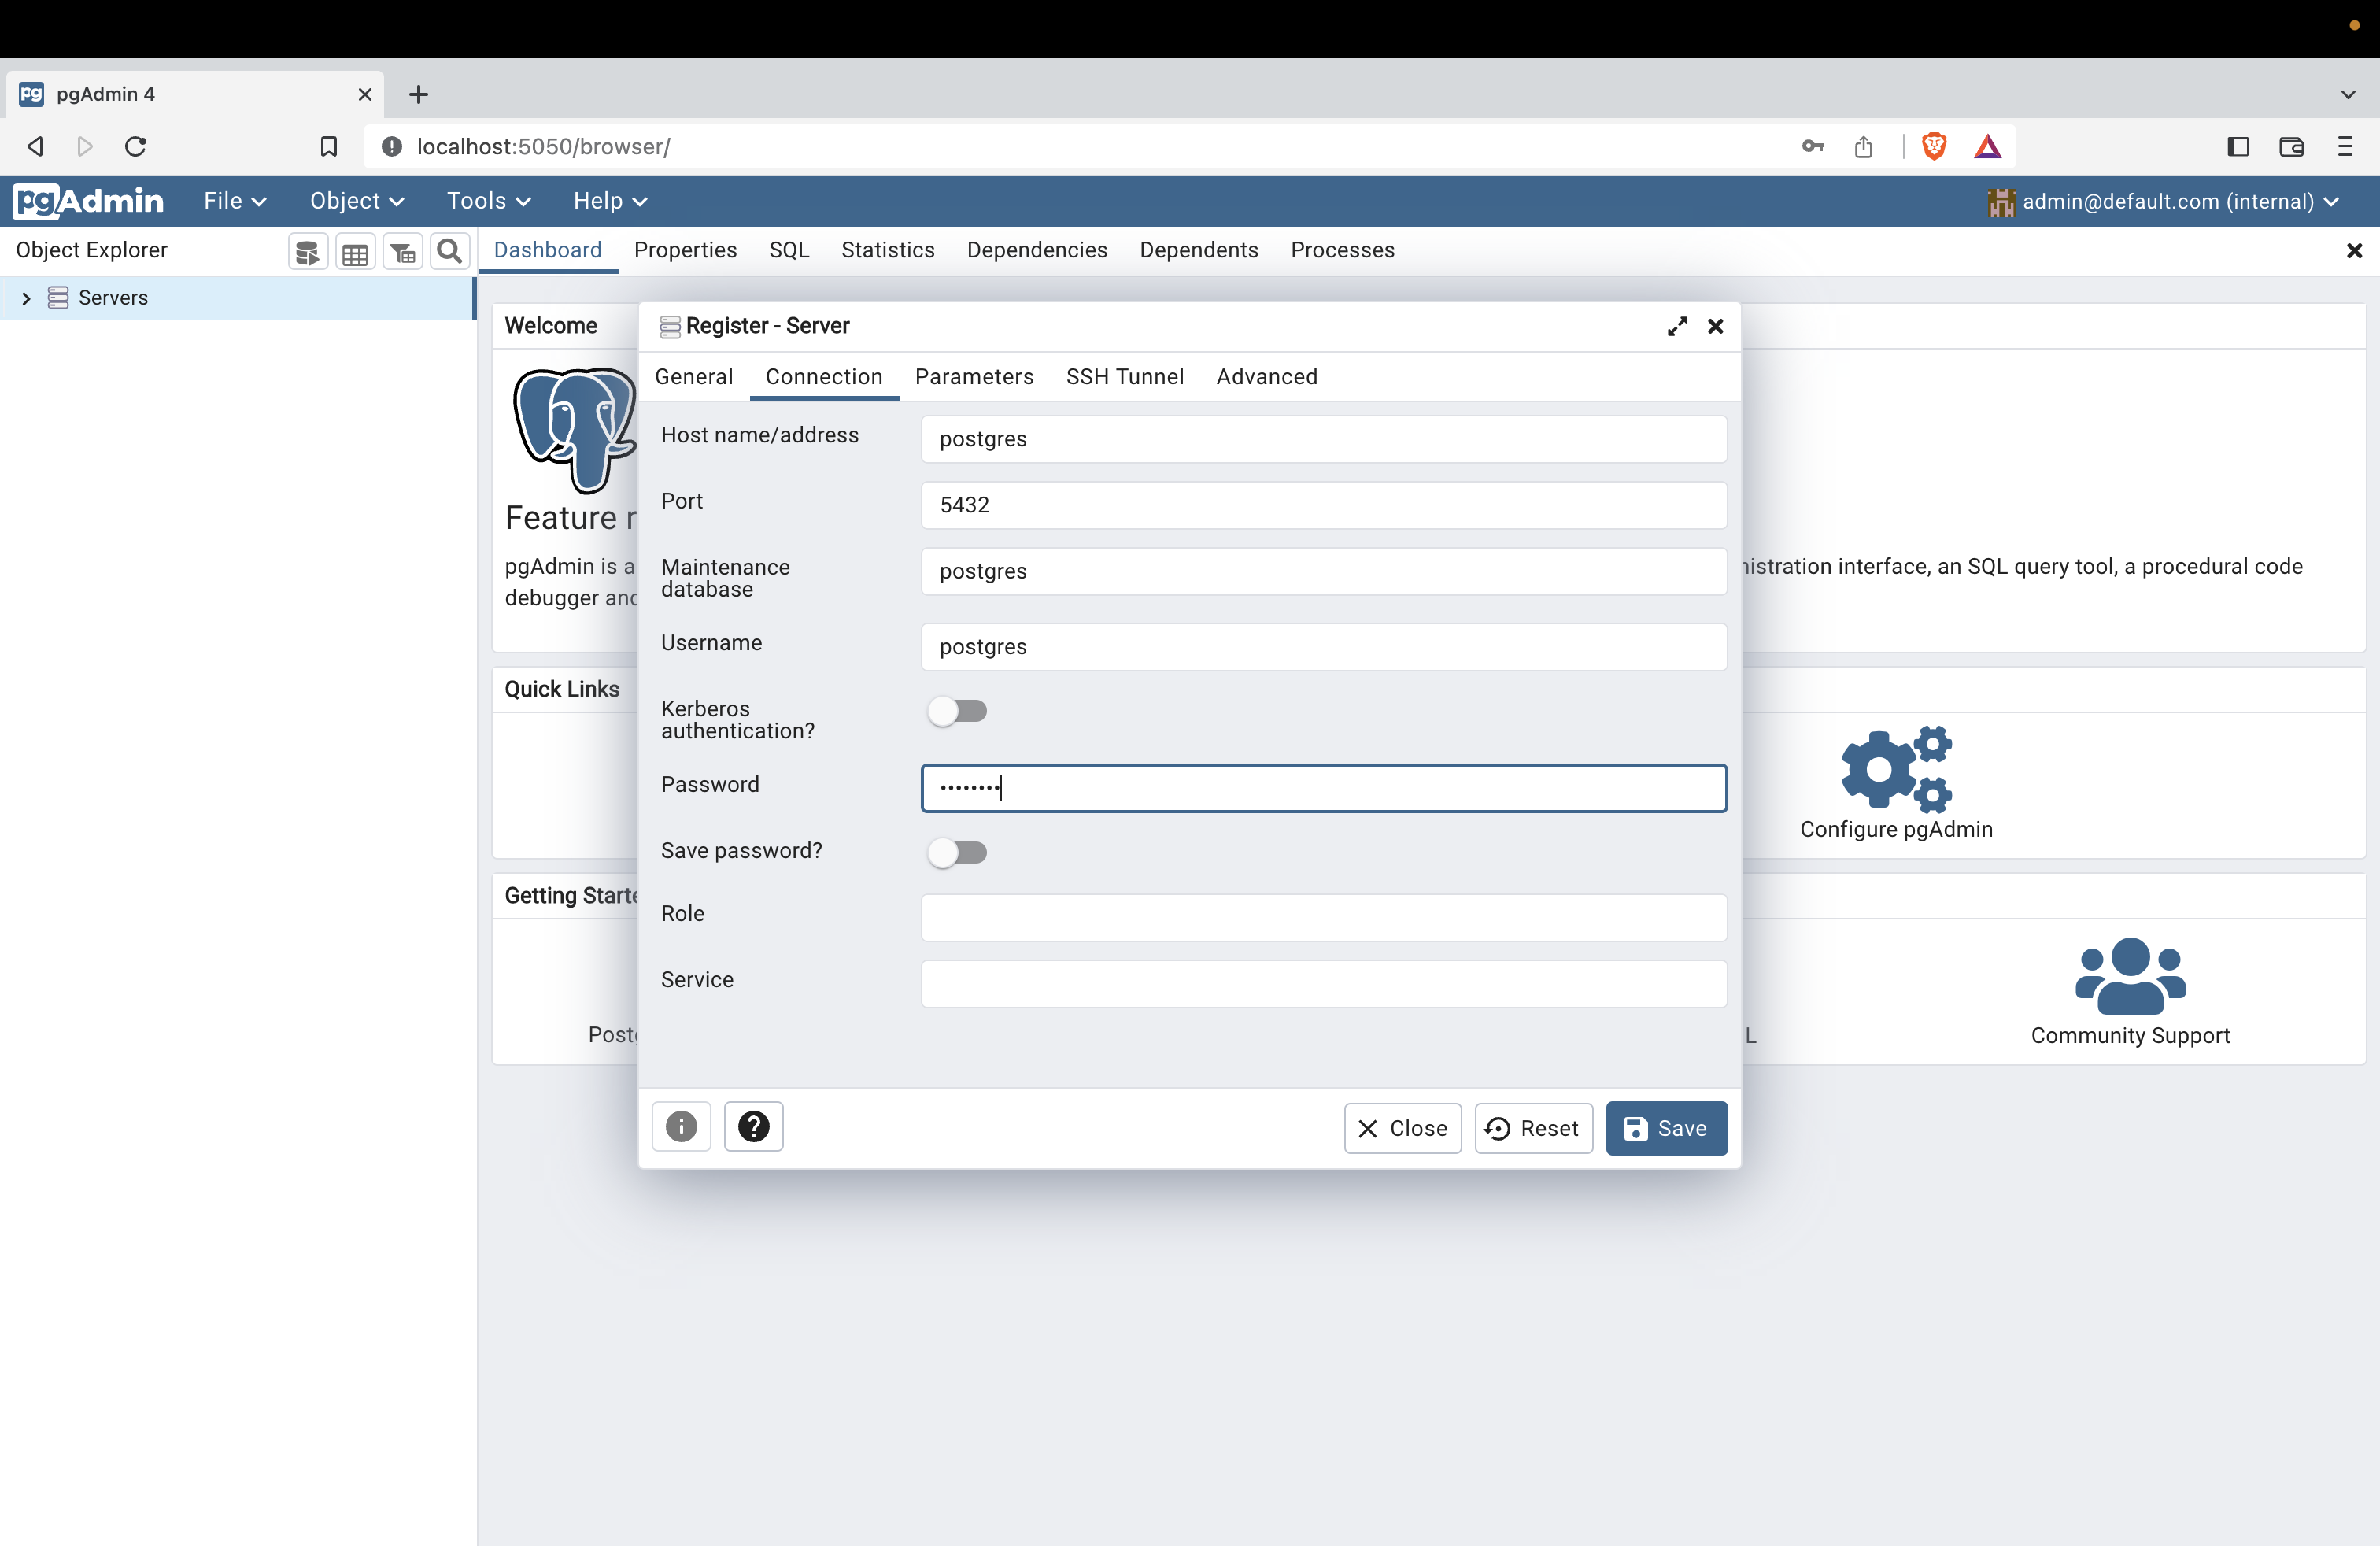 pgAdmin 4
localhost:5050/browser/
pgAdmin File Object Tools Help admin@default.com (internal)
Object Explorer Dashboard Properties SQL Statistics Dependencies Dependents Processes
Servers
Welcome
Feature r
pgAdmin is a
nistration interface, an SQL query tool, a procedural code
debugger and
Quick Links
Configure pgAdmin
Getting Starte
Postg
L
Community Support
Register - Server
General Connection Parameters SSH Tunnel Advanced
Host name/address postgres
Port 5432
Maintenance
database
postgres
Username postgres
Kerberos
authentication?
Password ••••••••
Save password?
Role
Service
Close Reset Save